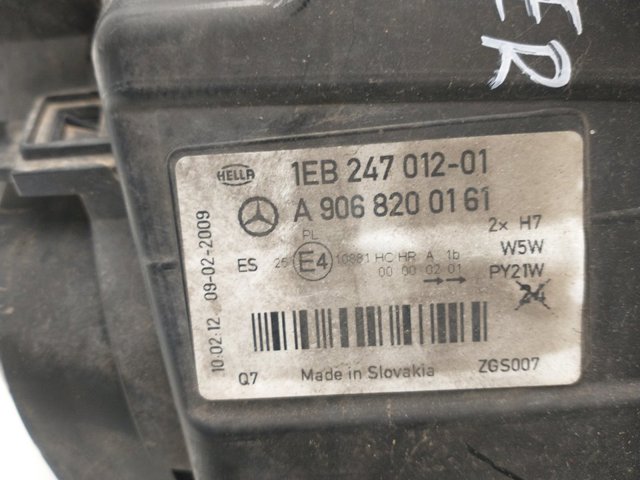 ER
HELLA
1EB 247 012-01
A 906 820 01 61
2x H7
W5W
PY21W
24
PL
ES
E4
10881 HC HR A 1b
00 00 02 01
10:02:12 09-02-2009
Q7
Made in Slovakia
ZGS007